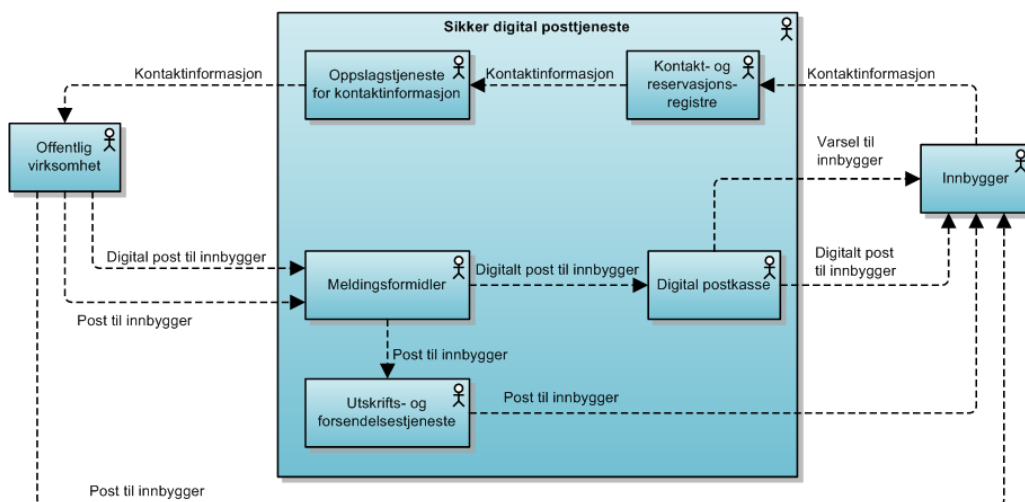 Sikker digital posttjeneste
Kontaktinformasjon
Oppslagstjeneste
for kontaktinformasjon
Kontaktinformasjon
Kontakt- og
reservasjons-
registre
Kontaktinformasjon
Offentlig
virksomhet
Varsel til
innbygger
Innbygger
Digital post til innbygger
Meldingsformidler
Digitalt post til innbygger
Digital postkasse
Digitalt post
til innbygger
Post til innbygger
Post til innbygger
Utskrifts- og
forsendelsestjeneste
Post til innbygger
Post til innbygger